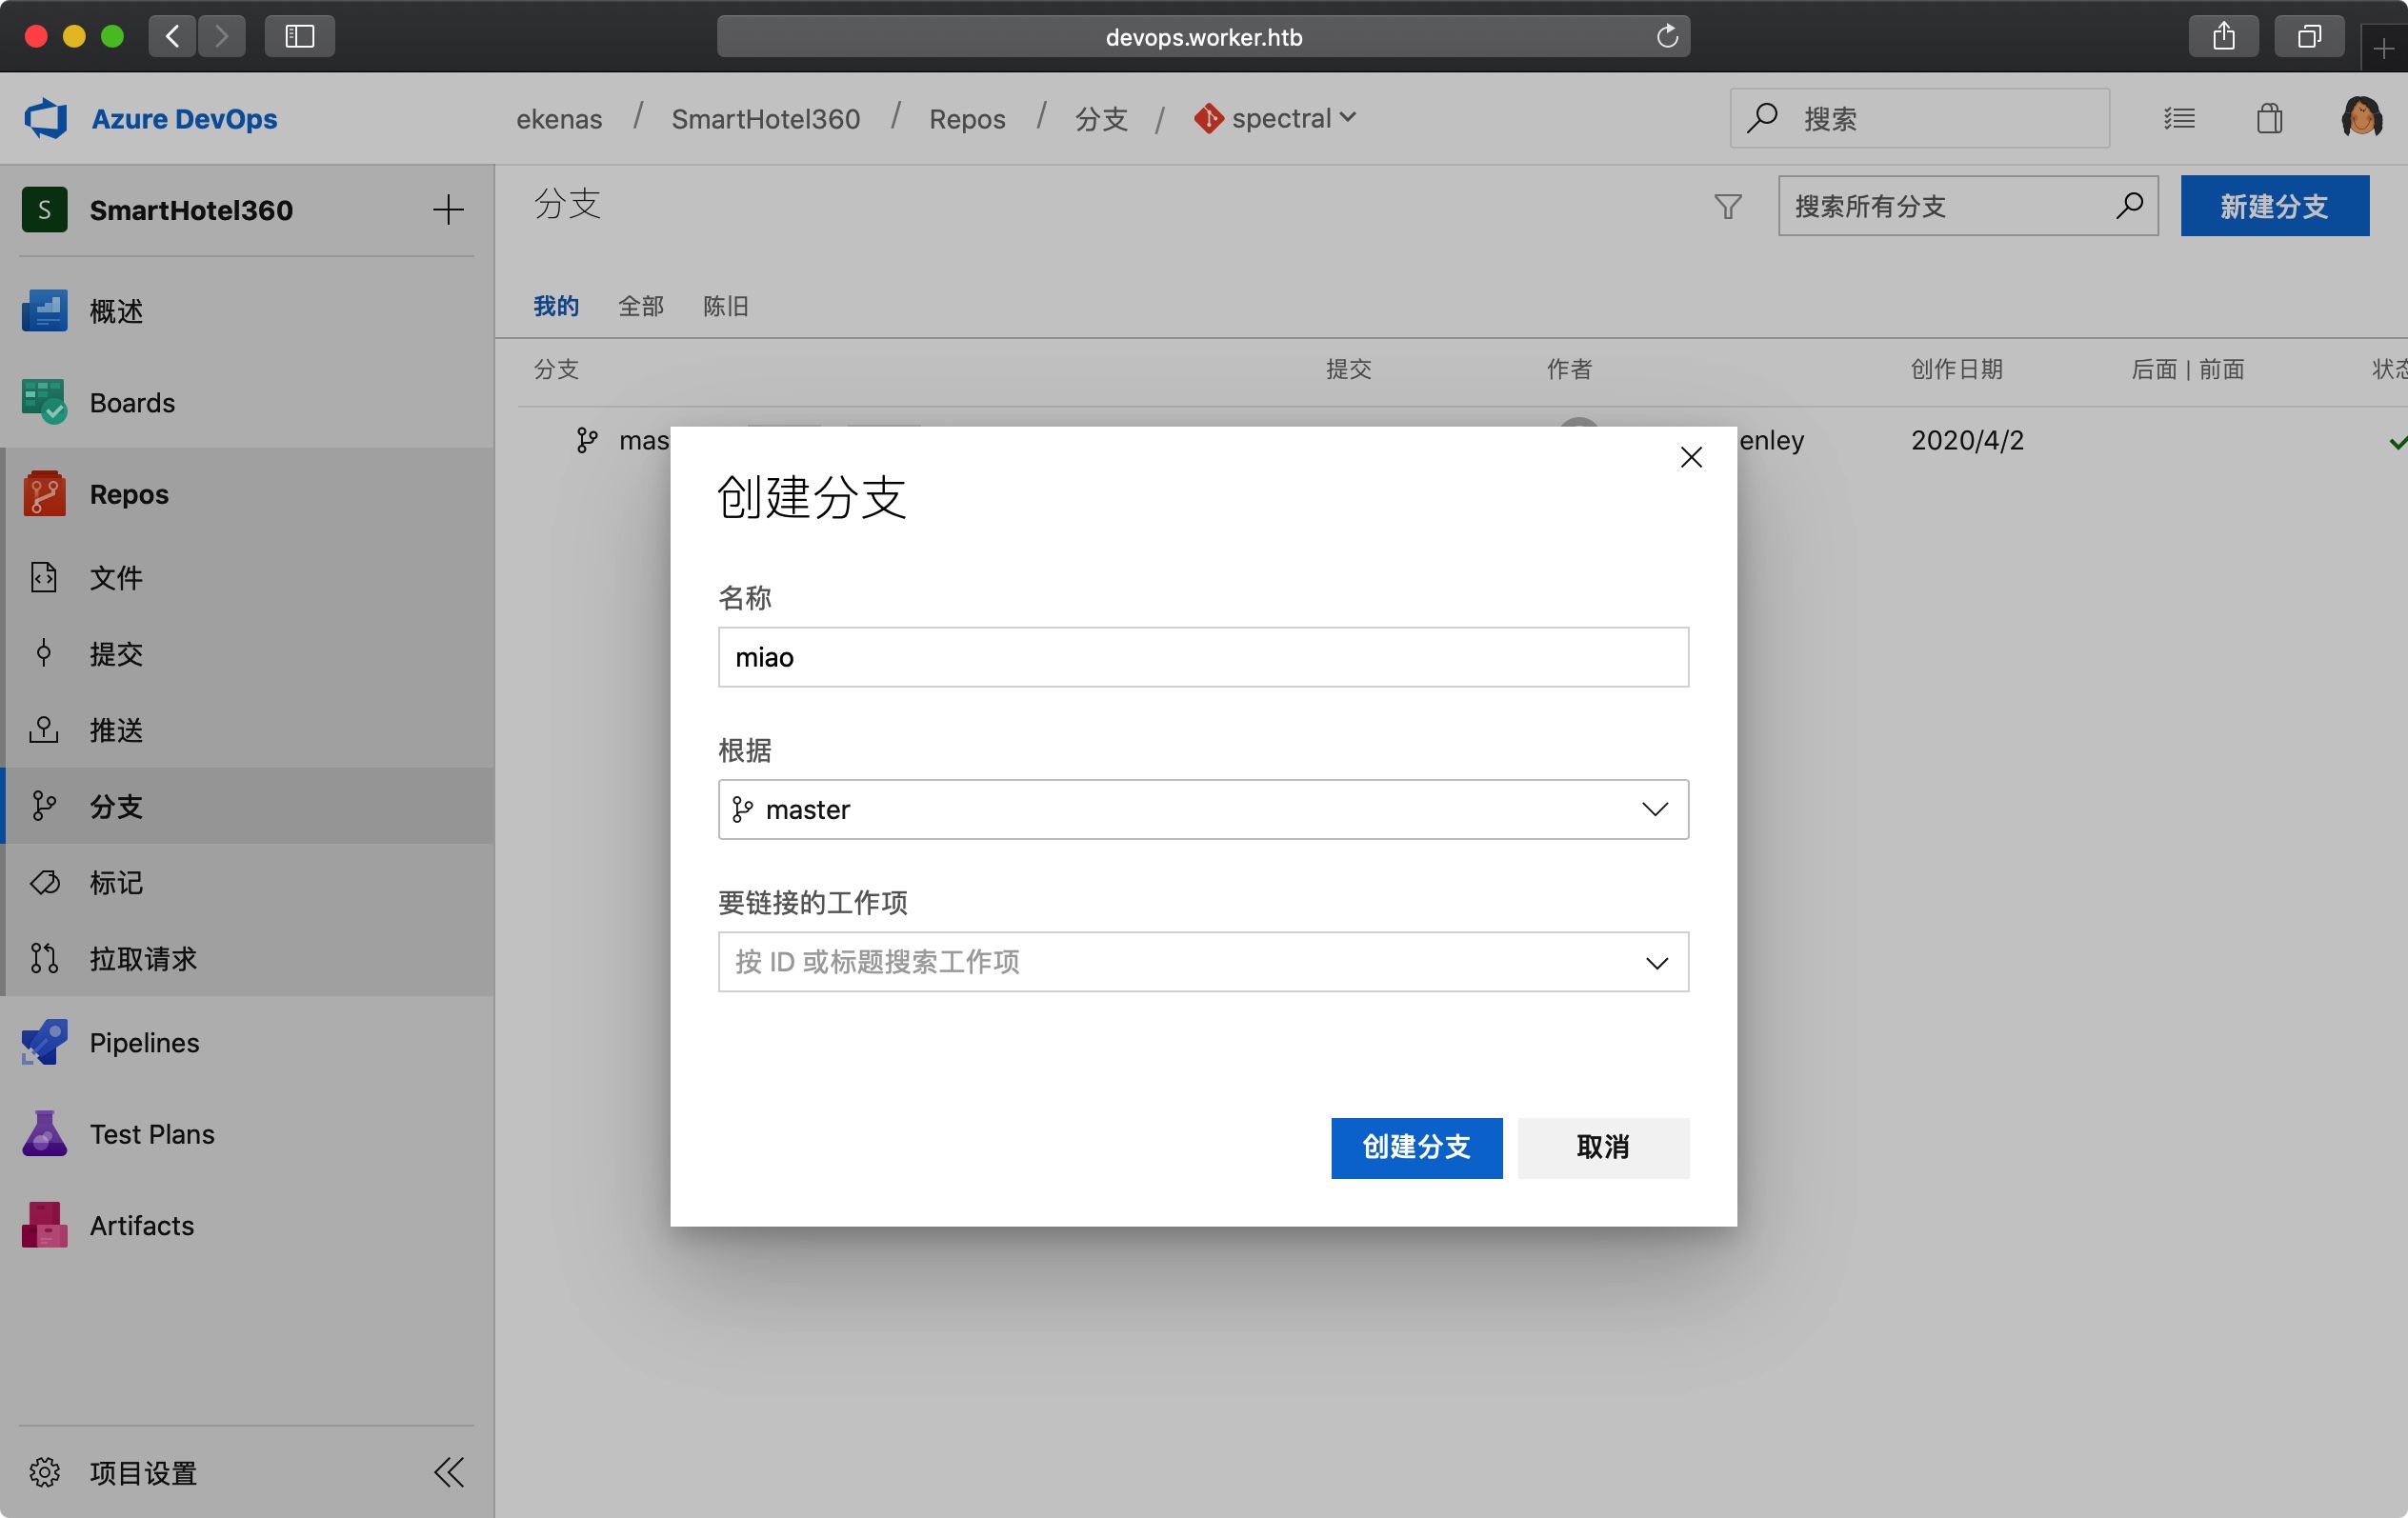 devops.worker.htb
Azure DevOps
ekenas / SmartHotel360 / Repos / 分支 / spectral
搜索
S SmartHotel360
分支
搜索所有分支
新建分支
概述
我的 全部 陈旧
分支 提交 作者 创作日期 后面 | 前面
Boards
enley 2020/4/2
Repos
创建分支
文件
名称
提交
miao
推送
根据
分支
master
标记
要链接的工作项
拉取请求
按 ID 或标题搜索工作项
Pipelines
Test Plans
创建分支 取消
Artifacts
项目设置